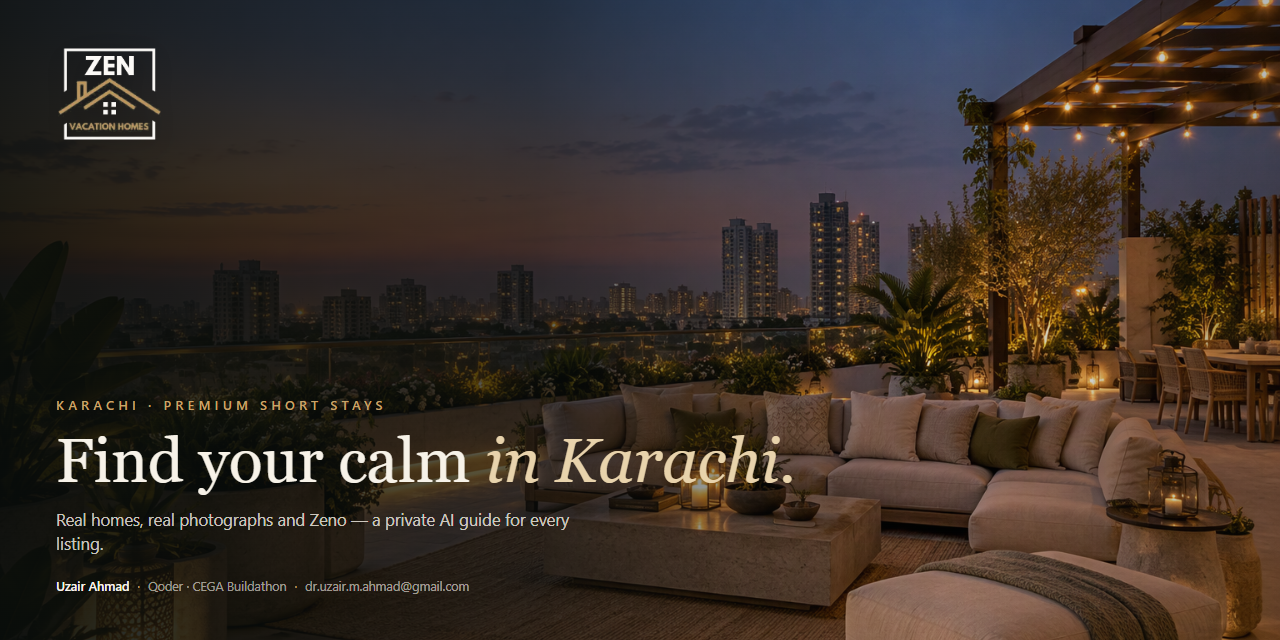 ZEN
VACATION HOMES
KARACHI · PREMIUM SHORT STAYS
Find your calm in Karachi.
Real homes, real photographs and Zeno — a private AI guide for every
listing.
Uzair Ahmad · Qoder · CEGA Buildathon · dr.uzair.m.ahmad@gmail.com